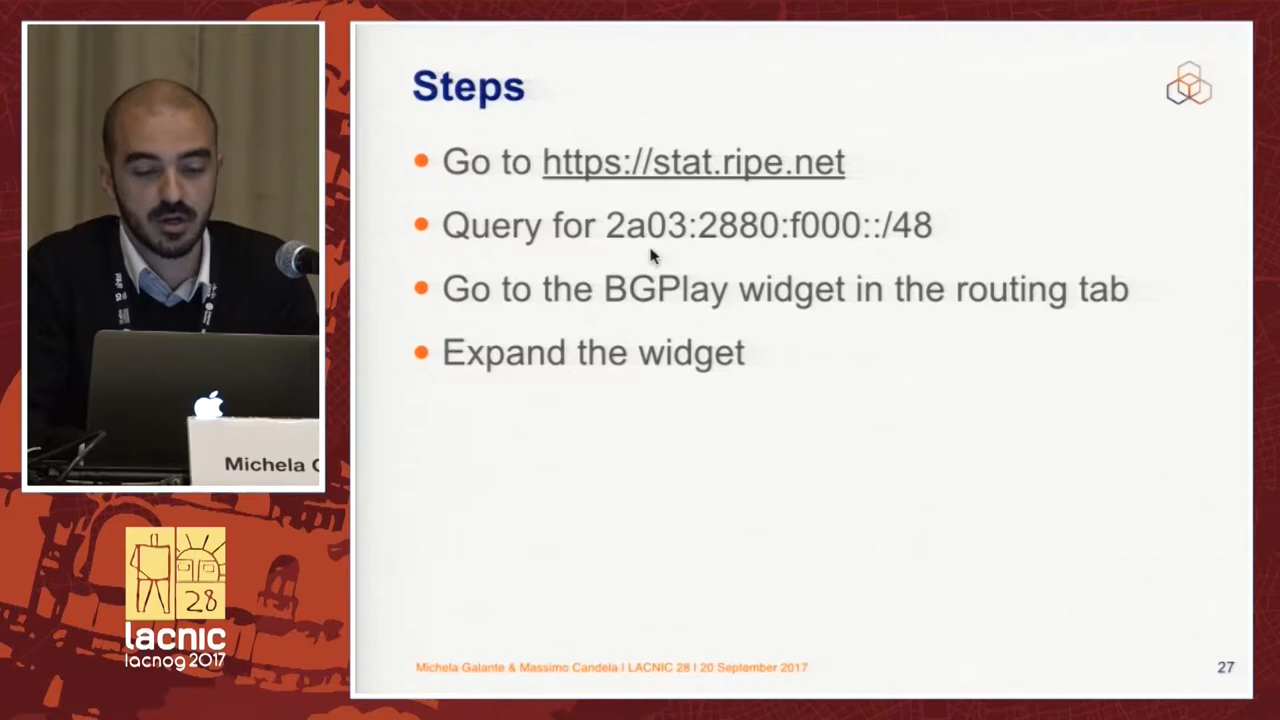 Steps
Go to https://stat.ripe.net
Query for 2a03:2880:f000::/48
Go to the BGPlay widget in the routing tab
Expand the widget
Michela
28
lacnic
lacnog 2017
Michela Galante & Massimo Candela | LACNIC 28 | 20 September 2017
27